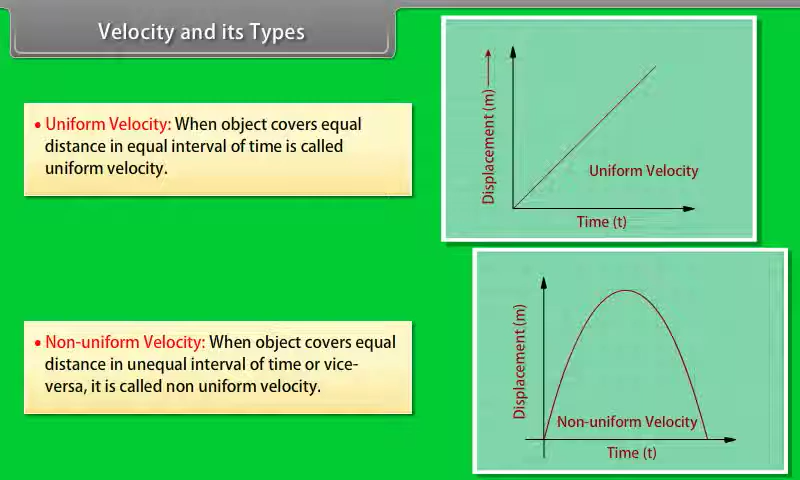 Velocity and its Types
• Uniform Velocity: When object covers equal
distance in equal interval of time is called
uniform velocity.
Displacement (m)
Uniform Velocity
Time (t)
• Non-uniform Velocity: When object covers equal
distance in unequal interval of time or vice-
versa, it is called non uniform velocity.
Displacement (m)
Non-uniform Velocity
Time (t)